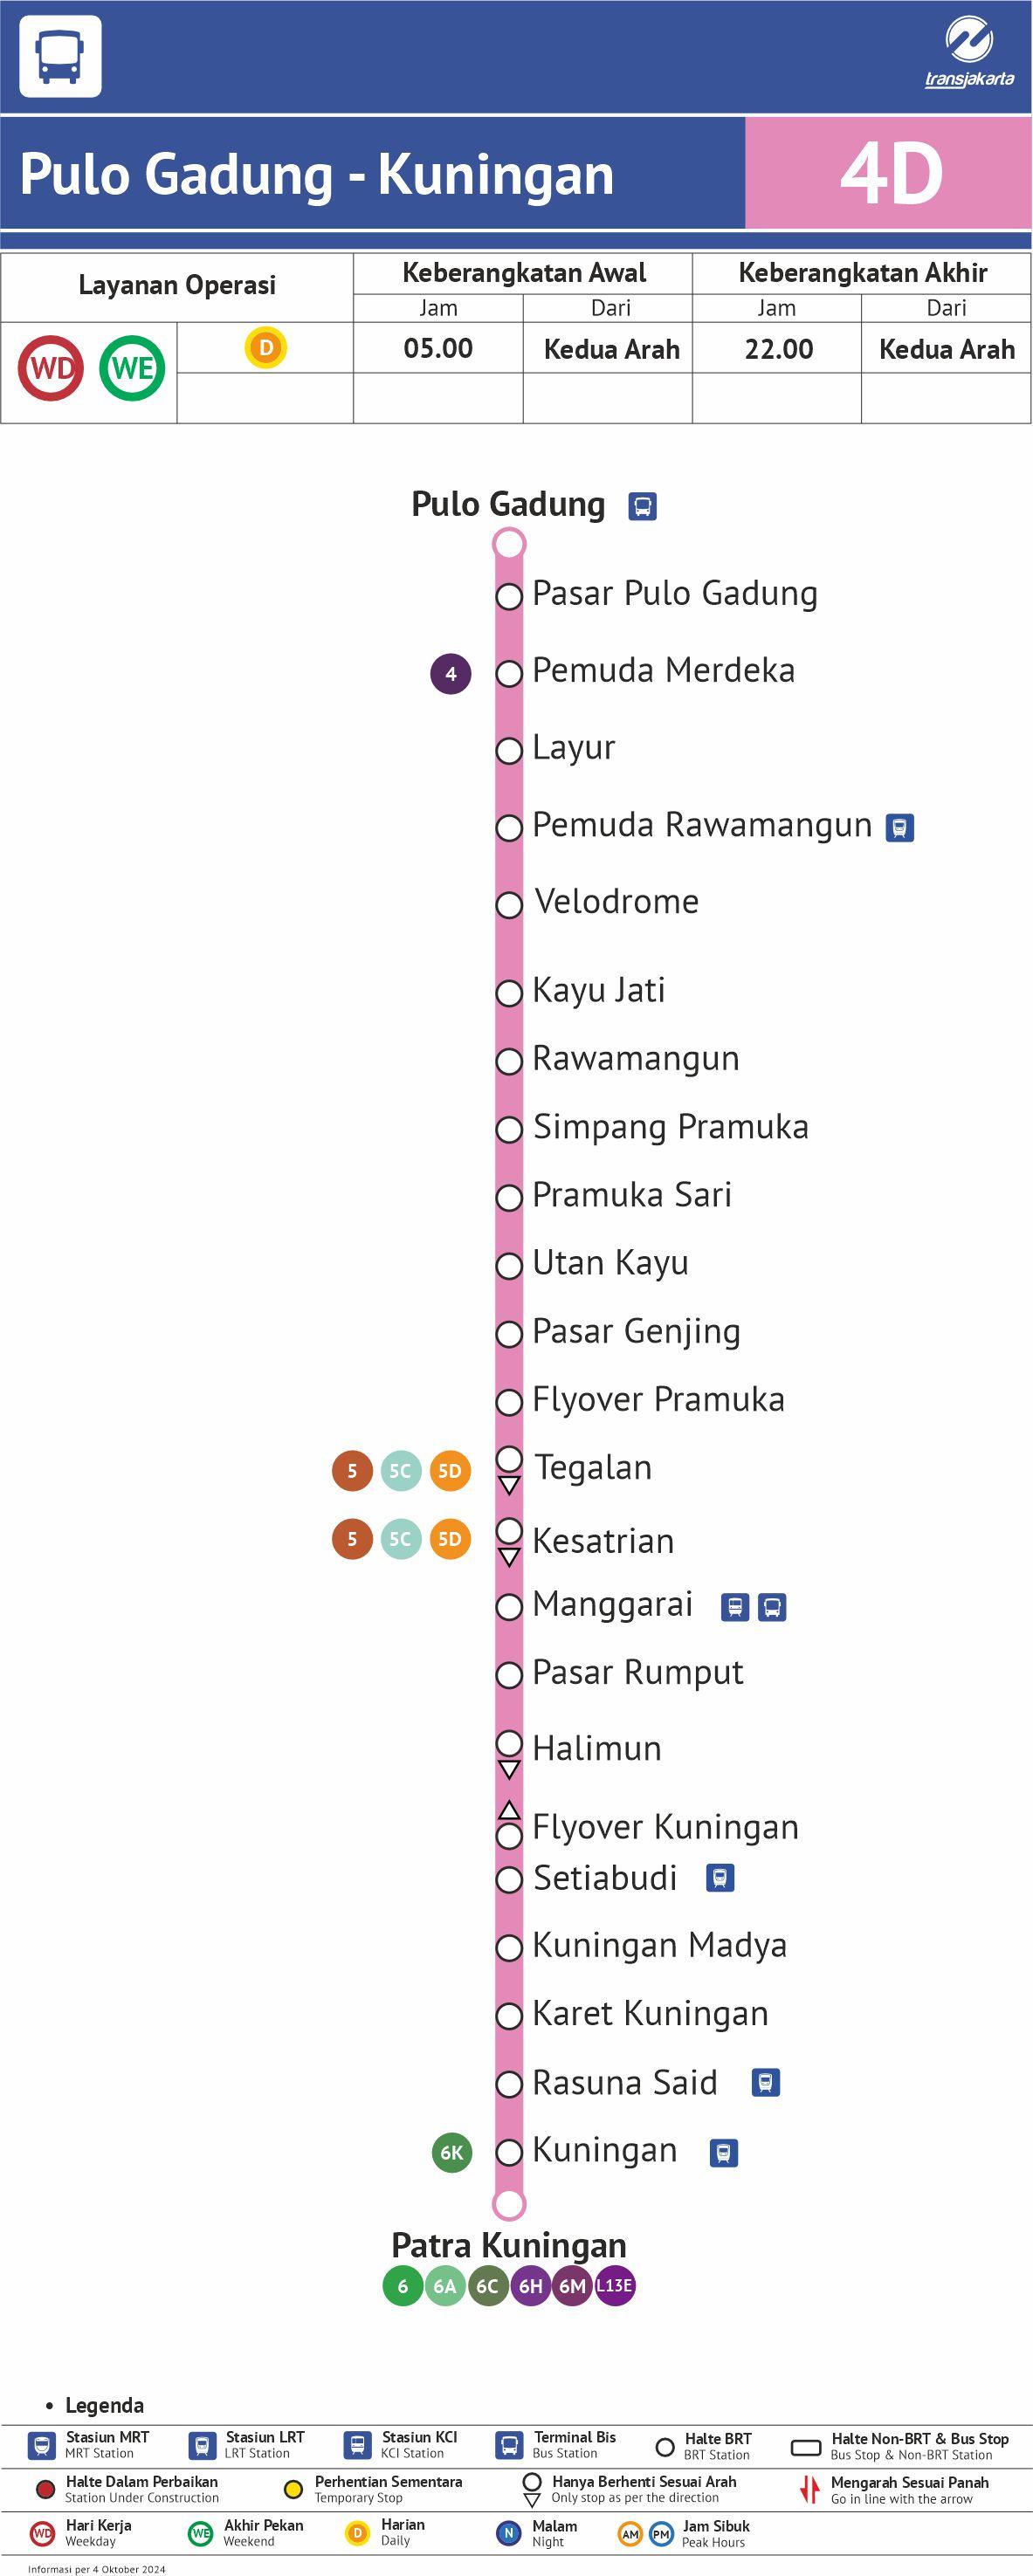 transjakarta
Pulo Gadung - Kuningan
4D
Layanan Operasi
Keberangkatan Awal
Keberangkatan Akhir
Jam
Dari
Jam
Dari
WD
WE
D
05.00
Kedua Arah
22.00
Kedua Arah
Pulo Gadung
Pasar Pulo Gadung
4
Pemuda Merdeka
Layur
Pemuda Rawamangun
Velodrome
Kayu Jati
Rawamangun
Simpang Pramuka
Pramuka Sari
Utan Kayu
Pasar Genjing
Flyover Pramuka
5 5C 5D
Tegalan
5 5C 5D
Kesatrian
Manggarai
Pasar Rumput
Halimun
Flyover Kuningan
Setiabudi
Kuningan Madya
Karet Kuningan
Rasuna Said
6K
Kuningan
Patra Kuningan
6 6A 6C 6H 6M L13E
• Legenda
Stasiun MRT
MRT Station
Stasiun LRT
LRT Station
Stasiun KCI
KCI Station
Terminal Bis
Bus Station
Halte BRT
BRT Station
Halte Non-BRT & Bus Stop
Bus Stop & Non-BRT Station
Halte Dalam Perbaikan
Station Under Construction
Perhentian Sementara
Temporary Stop
Hanya Berhenti Sesuai Arah
Only stop as per the direction
Mengarah Sesuai Panah
Go in line with the arrow
WD
Hari Kerja
Weekday
WE
Akhir Pekan
Weekend
D
Harian
Daily
N
Malam
Night
AM PM
Jam Sibuk
Peak Hours
Informasi per 4 Oktober 2024